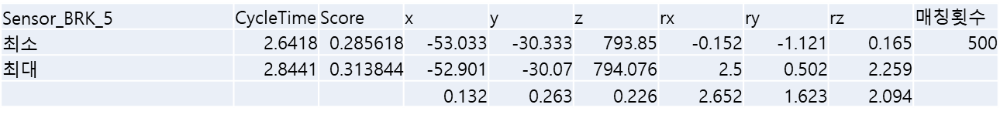 Sensor_BRK_5 CycleTime Score x y z rx ry rz 매칭횟수
최소 2.6418 0.285618 -53.033 -30.333 793.85 -0.152 -1.121 0.165 500
최대 2.8441 0.313844 -52.901 -30.07 794.076 2.5 0.502 2.259
0.132 0.263 0.226 2.652 1.623 2.094